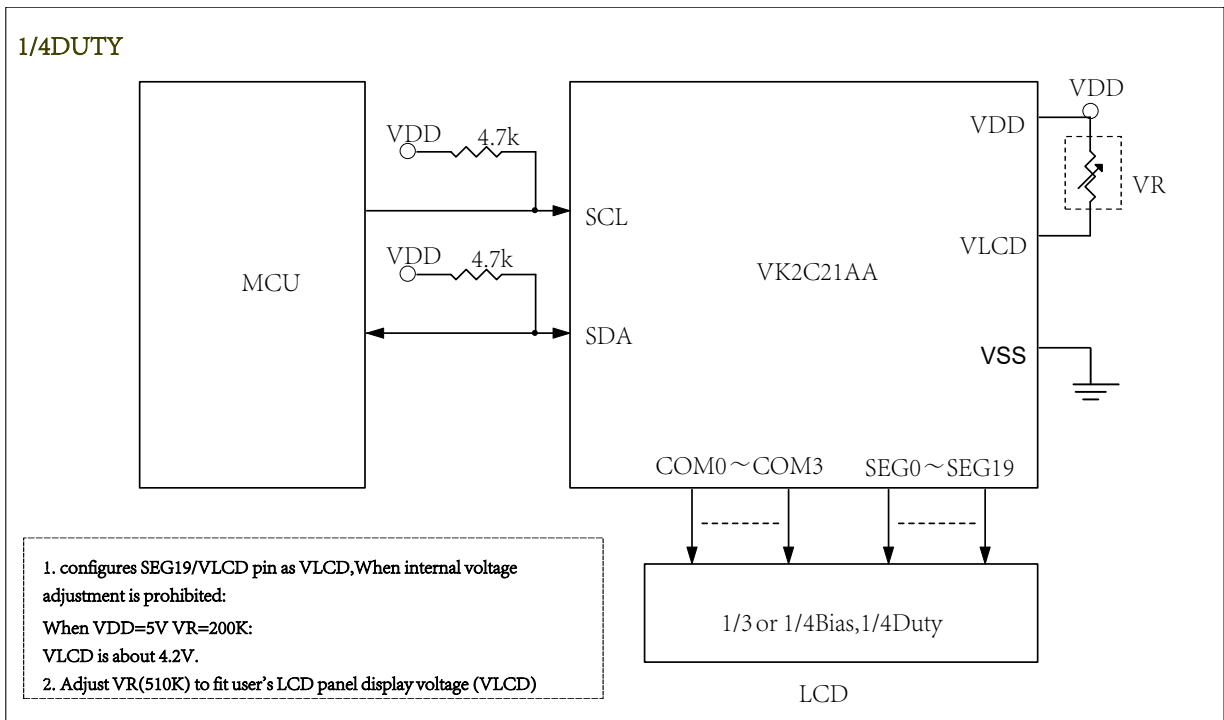 1/4DUTY
VDD
4.7k
VDD
VDD
VR
SCL
VLCD
VDD
4.7k
MCU
VK2C21AA
SDA
VSS
COM0～COM3
SEG0～SEG19
1. configures SEG19/VLCD pin as VLCD,When internal voltage
adjustment is prohibited:
When VDD=5V VR=200K:
VLCD is about 4.2V.
2. Adjust VR(510K) to fit user’s LCD panel display voltage (VLCD)
1/3 or 1/4Bias,1/4Duty
LCD